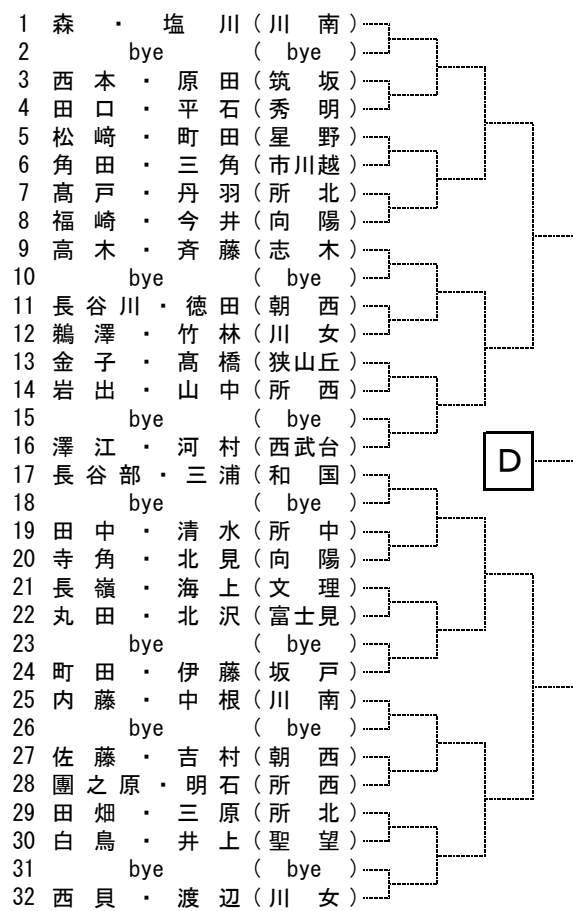 1 森 ・ 塩 川 ( 川 南 )
2 bye ( bye )
3 西 本 ・ 原 田 ( 筑 坂 )
4 田 口 ・ 平 石 ( 秀 明 )
5 松 﨑 ・ 町 田 ( 星 野 )
6 角 田 ・ 三 角 ( 市川越 )
7 髙 戸 ・ 丹 羽 ( 所 北 )
8 福 崎 ・ 今 井 ( 向 陽 )
9 高 木 ・ 斉 藤 ( 志 木 )
10 bye ( bye )
11 長 谷 川 ・ 徳 田 ( 朝 西 )
12 鵜 澤 ・ 竹 林 ( 川 女 )
13 金 子 ・ 髙 橋 ( 狭山丘 )
14 岩 出 ・ 山 中 ( 所 西 )
15 bye ( bye )
16 澤 江 ・ 河 村 ( 西武台 )
D
17 長 谷 部 ・ 三 浦 ( 和 国 )
18 bye ( bye )
19 田 中 ・ 清 水 ( 所 中 )
20 寺 角 ・ 北 見 ( 向 陽 )
21 長 嶺 ・ 海 上 ( 文 理 )
22 丸 田 ・ 北 沢 ( 富士見 )
23 bye ( bye )
24 町 田 ・ 伊 藤 ( 坂 戸 )
25 内 藤 ・ 中 根 ( 川 南 )
26 bye ( bye )
27 佐 藤 ・ 吉 村 ( 朝 西 )
28 團 之 原 ・ 明 石 ( 所 西 )
29 田 畑 ・ 三 原 ( 所 北 )
30 白 鳥 ・ 井 上 ( 聖 望 )
31 bye ( bye )
32 西 貝 ・ 渡 辺 ( 川 女 )